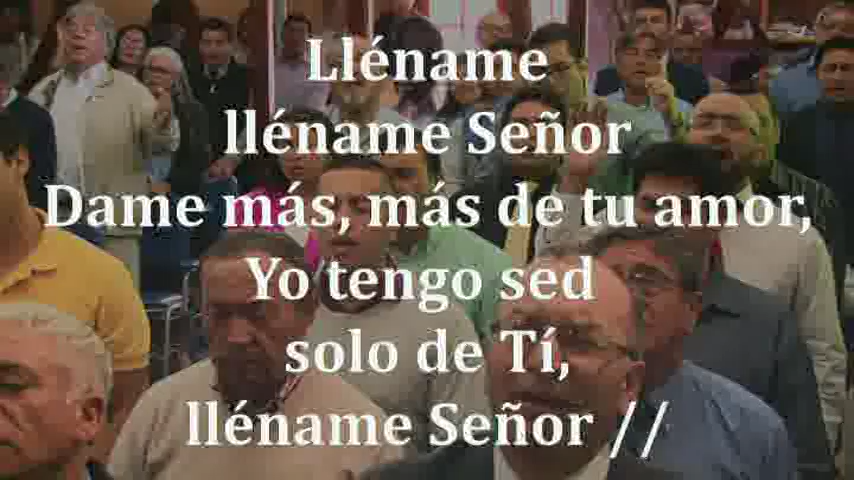 Lléname
lléname Señor
Dame más, más de tu amor,
Yo tengo sed
solo de Tí,
lléname Señor //